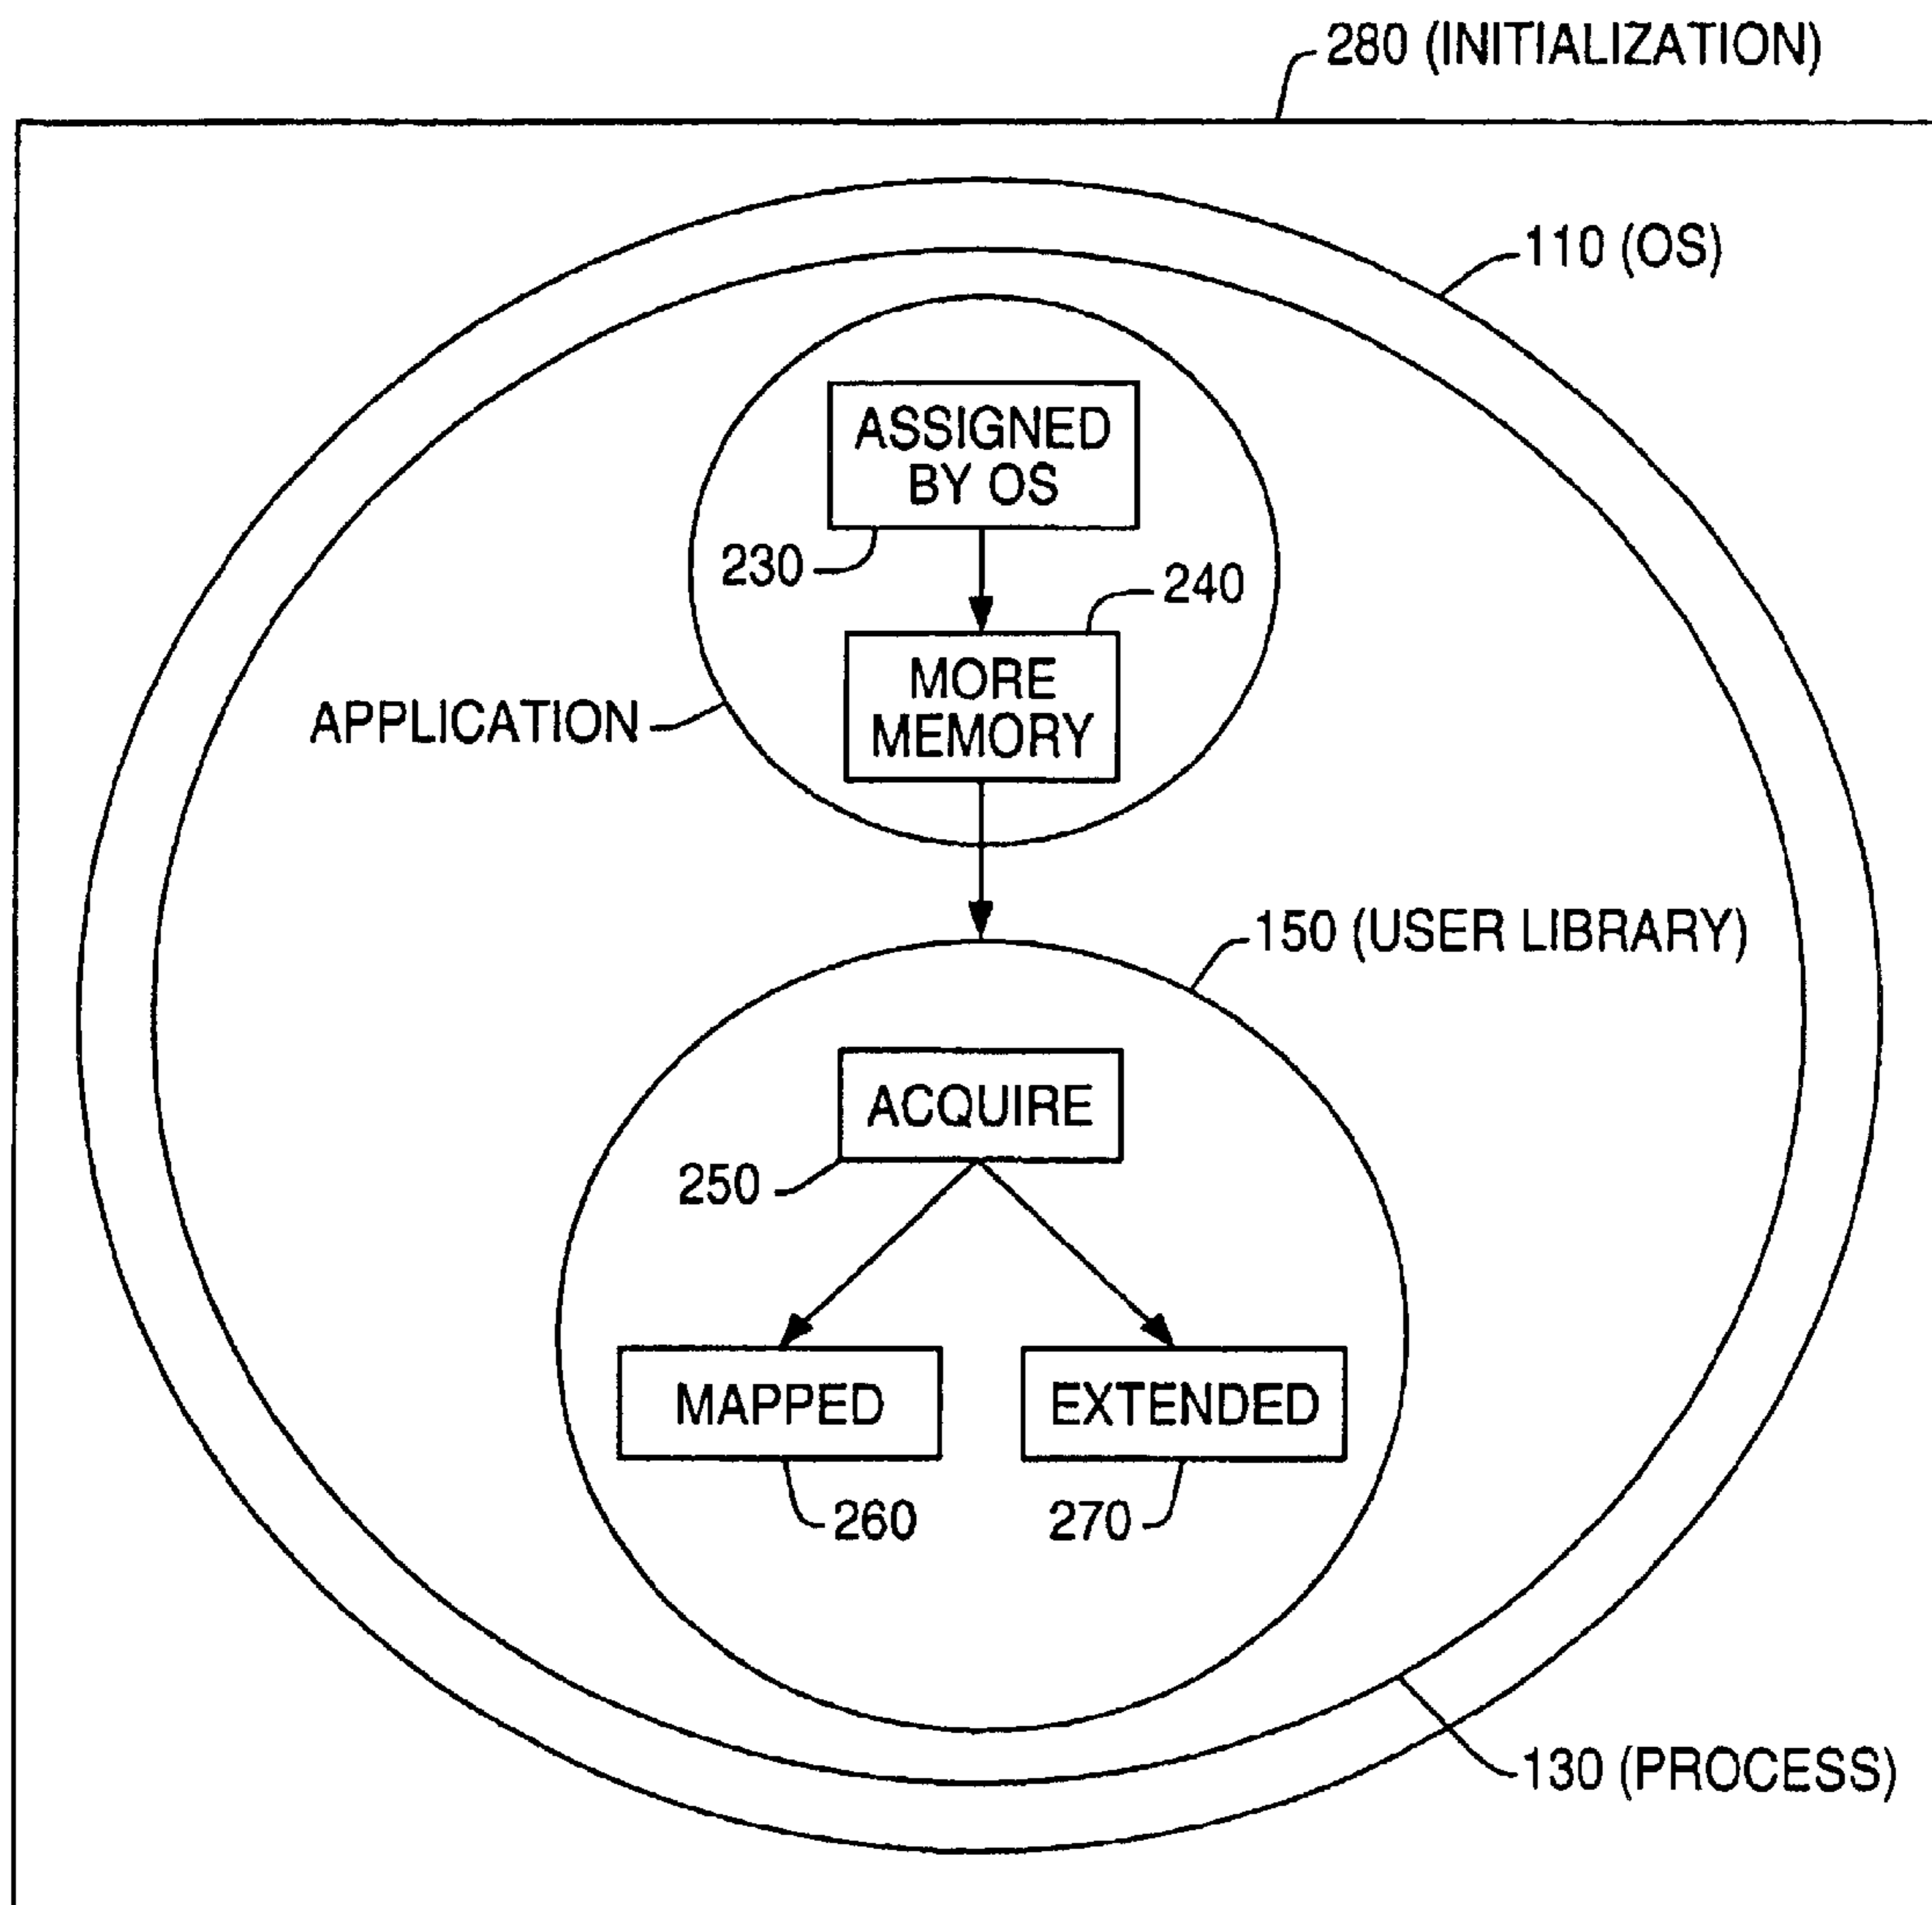 280 (INITIALIZATION)
110 (OS)
ASSIGNED
BY OS
230
240
MORE
MEMORY
APPLICATION
150 (USER LIBRARY)
ACQUIRE
250
MAPPED
EXTENDED
260
270
130 (PROCESS)